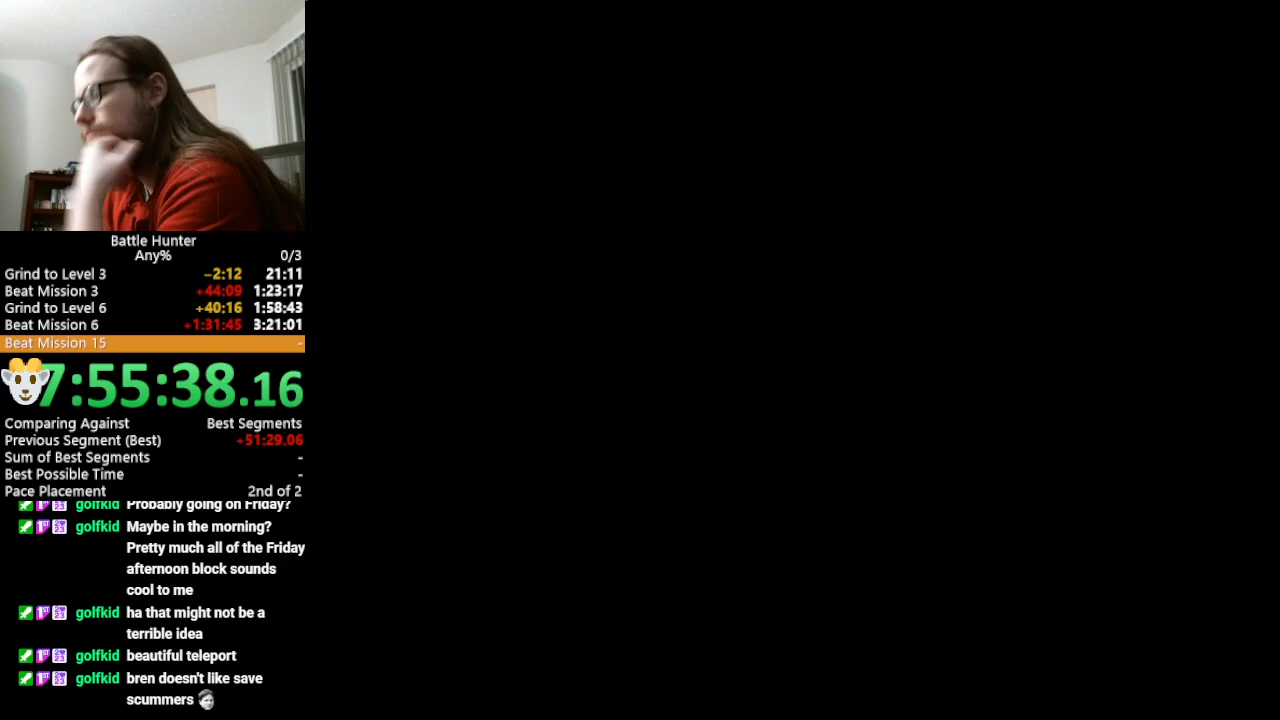 Battle Hunter
Any% 0/3
Grind to Level 3 -2:12 21:11
Beat Mission 3 +44:09 1:23:17
Grind to Level 6 +40:16 1:58:43
Beat Mission 6 +1:31:45 3:21:01
Beat Mission 15 -
7:55:38.16
Comparing Against Best Segments
Previous Segment (Best) +51:29.06
Sum of Best Segments -
Best Possible Time -
Pace Placement 2nd of 2
golfkid Probably going on Friday?
golfkid Maybe in the morning?
Pretty much all of the Friday
afternoon block sounds
cool to me
golfkid ha that might not be a
terrible idea
golfkid beautiful teleport
golfkid bren doesn't like save
scummers